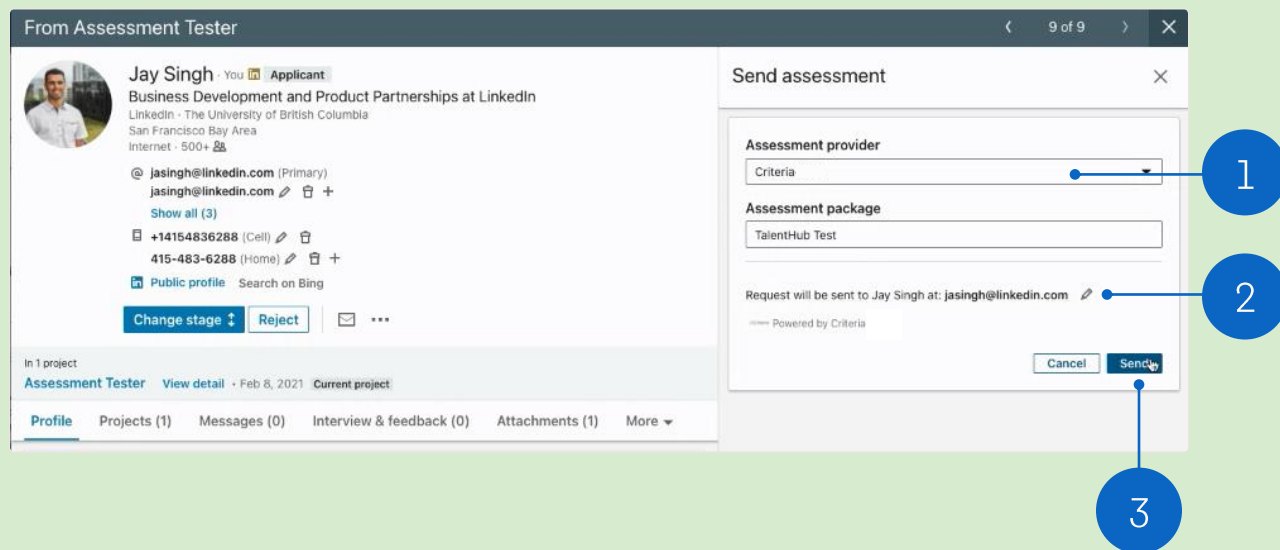 From Assessment Tester
9 of 9
Jay Singh · You in Applicant
Business Development and Product Partnerships at LinkedIn
LinkedIn · The University of British Columbia
San Francisco Bay Area
Internet · 500+
@ jasingh@linkedin.com (Primary)
jasingh@linkedin.com
Show all (3)
+14154836288 (Cell)
415-483-6288 (Home)
in Public profile Search on Bing
Change stage Reject
In 1 project
Assessment Tester View detail · Feb 8, 2021 Current project
Profile Projects (1) Messages (0) Interview & feedback (0) Attachments (1) More
Send assessment
Assessment provider
Criteria
Assessment package
TalentHub Test
Request will be sent to Jay Singh at: jasingh@linkedin.com
Powered by Criteria
Cancel Send
1
2
3